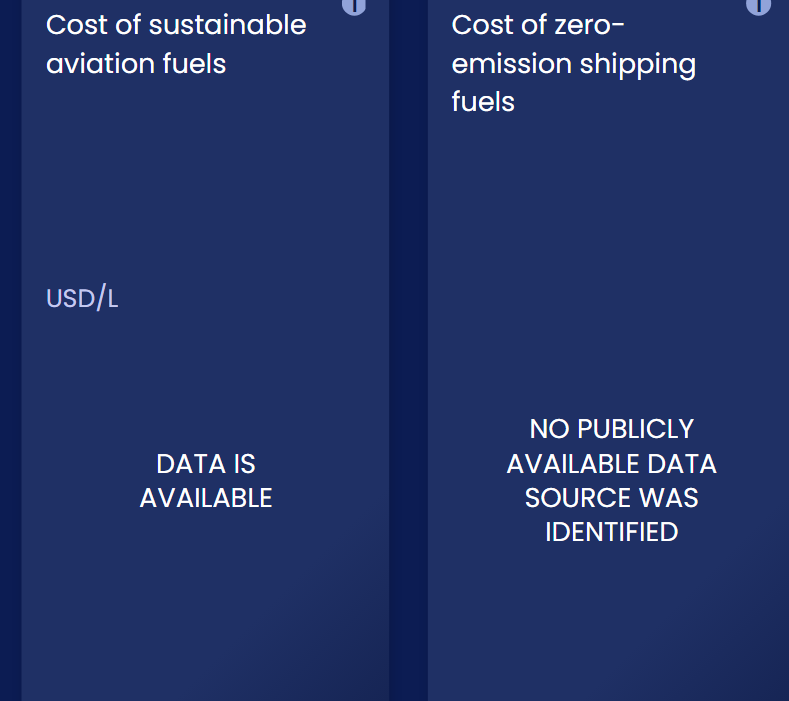 Cost of sustainable
aviation fuels
USD/L
DATA IS
AVAILABLE
Cost of zero-
emission shipping
fuels
NO PUBLICLY
AVAILABLE DATA
SOURCE WAS
IDENTIFIED